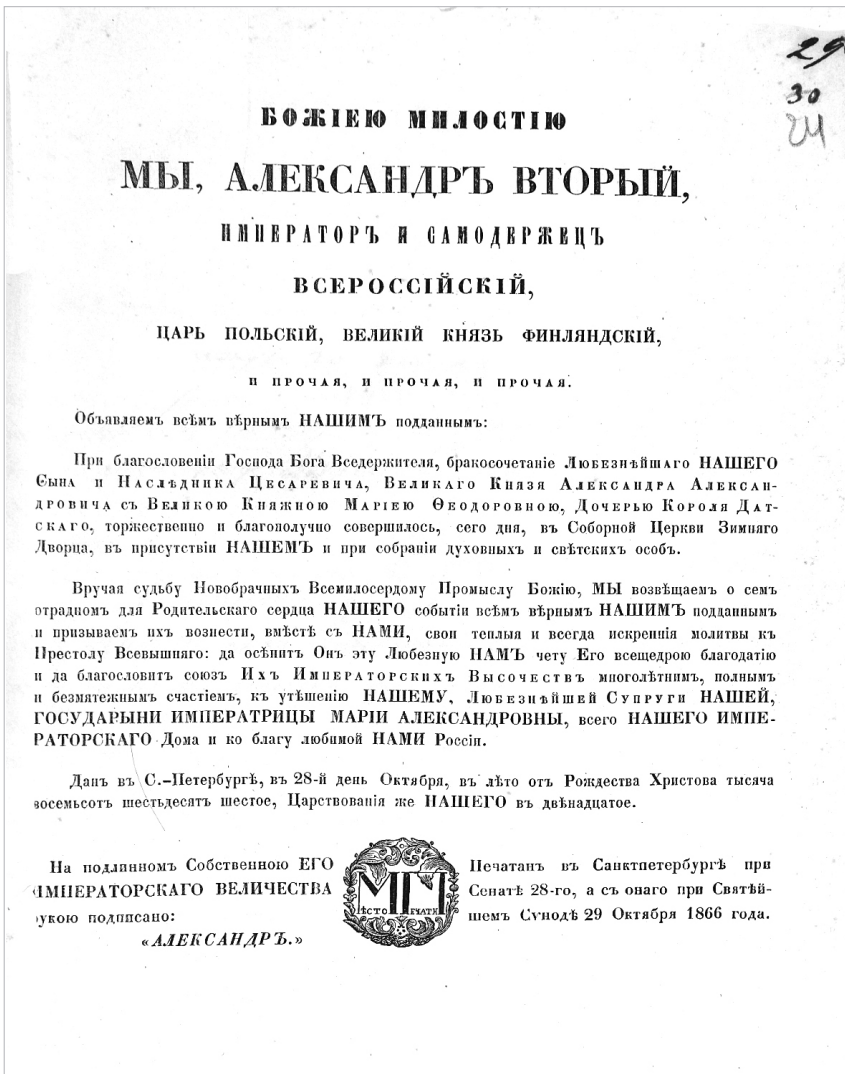 29
30
24
БОЖІЕЮ МИЛОСТІЮ
МЫ, АЛЕКСАНДРЪ ВТОРЫЙ,
ИМПЕРАТОРЪ И САМОДЕРЖЕЦЪ
ВСЕРОССІЙСКІЙ,
ЦАРЬ ПОЛЬСКІЙ, ВЕЛИКІЙ КНЯЗЬ ФИНЛЯНДСКІЙ,
И ПРОЧАЯ, И ПРОЧАЯ, И ПРОЧАЯ.
Объявляемъ всѣмъ вѣрнымъ НАШИМЪ подданнымъ:
При благословеніи Господа Бога Вседержителя, бракосочетаніе Любезнѣйшаго НАШЕГО
Сына и Наслѣдника Цесаревича, Великаго Князя Александра Алексан-
дровича съ Великою Княжною Маріею Ѳеодоровною, Дочерью Короля Дат-
скаго, торжественно и благополучно совершилось, сего дня, въ Соборной Церкви Зимняго
Дворца, въ присутствіи НАШЕМЪ и при собраніи духовныхъ и свѣтскихъ особъ.
Вручая судьбу Новобрачныхъ Всемилосердому Промыслу Божію, МЫ возвѣщаемъ о семъ
отрадномъ для Родительскаго сердца НАШЕГО событіи всѣмъ вѣрнымъ НАШИМЪ подданнымъ
и призываемъ ихъ вознести, вмѣстѣ съ НАМИ, свои теплыя и всегда искреннія молитвы къ
Престолу Всевышняго: да осѣнитъ Онъ эту Любезную НАМЪ чету Его всещедрою благодатію
и да благословитъ союзъ Ихъ Императорскихъ Высочествъ многолѣтнимъ, полнымъ
и безмятежнымъ счастіемъ, къ утѣшенію НАШЕМУ, Любезнѣйшей Супруги НАШЕЙ,
ГОСУДАРЫНИ ИМПЕРАТРИЦЫ МАРІИ АЛЕКСАНДРОВНЫ, всего НАШЕГО ИМПЕ-
РАТОРСКАГО Дома и ко благу любимой НАМИ Россіи.
Данъ въ С.-Петербургѣ, въ 28-й день Октября, въ лѣто отъ Рождества Христова тысяча
восемьсотъ шестьдесятъ шестое, Царствованія же НАШЕГО въ двѣнадцатое.
На подлинномъ Собственною ЕГО
ИМПЕРАТОРСКАГО ВЕЛИЧЕСТВА
рукою подписано:
«АЛЕКСАНДРЪ.»
МѢСТО ПЕЧАТИ
Печатанъ въ Санктпетербургѣ при
Сенатѣ 28-го, а съ онаго при Святѣй-
шемъ Сѵнодѣ 29 Октября 1866 года.